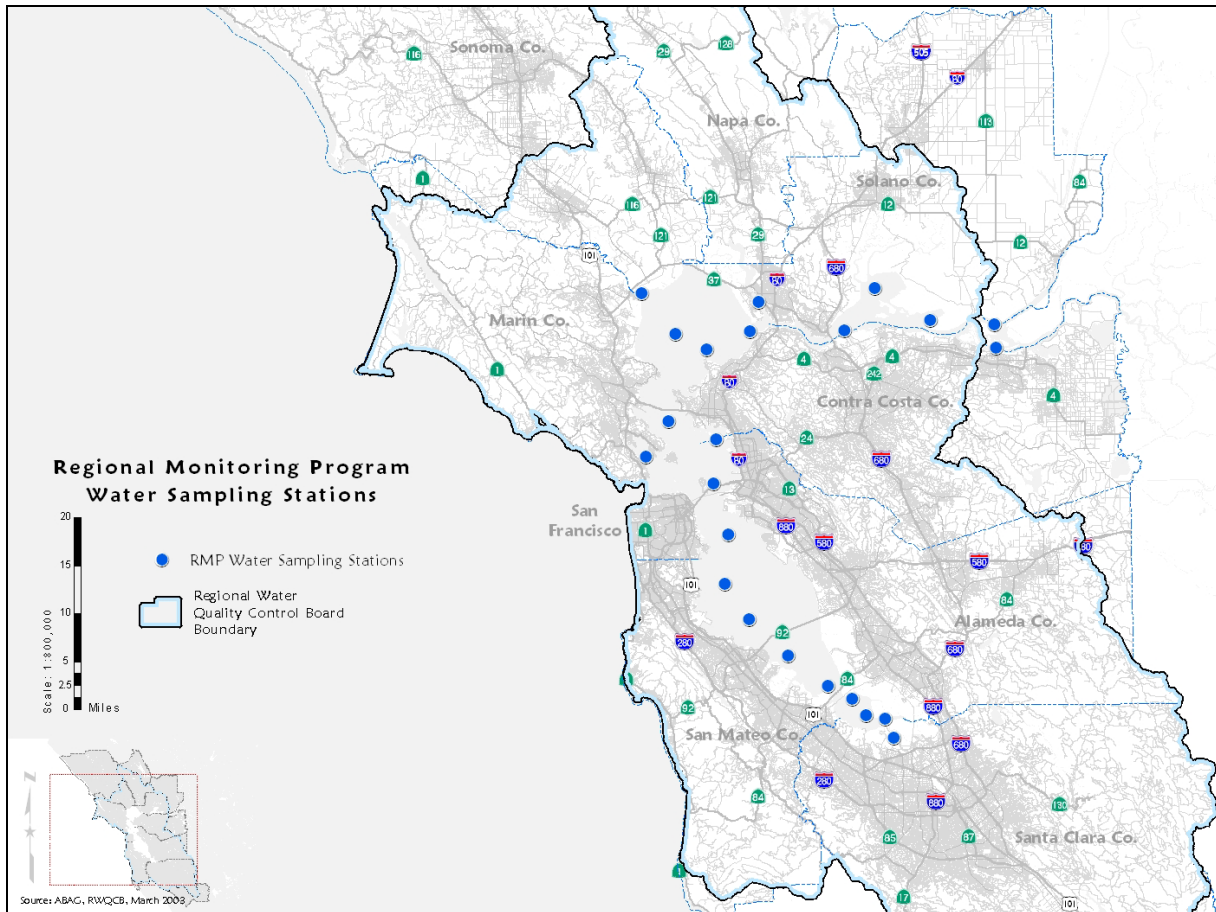 Sonoma Co.
116
29
128
505
80
113
Napa Co.
Solano Co.
84
1
116
121
12
121
29
12
101
680
37
80
Marin Co.
4
4
242
1
80
Contra Costa Co.
4
24
80
680
Regional Monitoring Program
Water Sampling Stations
13
San
Francisco
1
880
580
580
20
RMP Water Sampling Stations
15
101
84
Regional Water
Quality Control Board
Boundary
10
Alameda Co.
92
280
680
5
2.5
0 Miles
Scale: 1:800,000
84
92
101
880
San Mateo Co.
680
280
84
880
130
85
87
Santa Clara Co.
1
17
101
N
Source: ABAG, RWQCB, March 2003